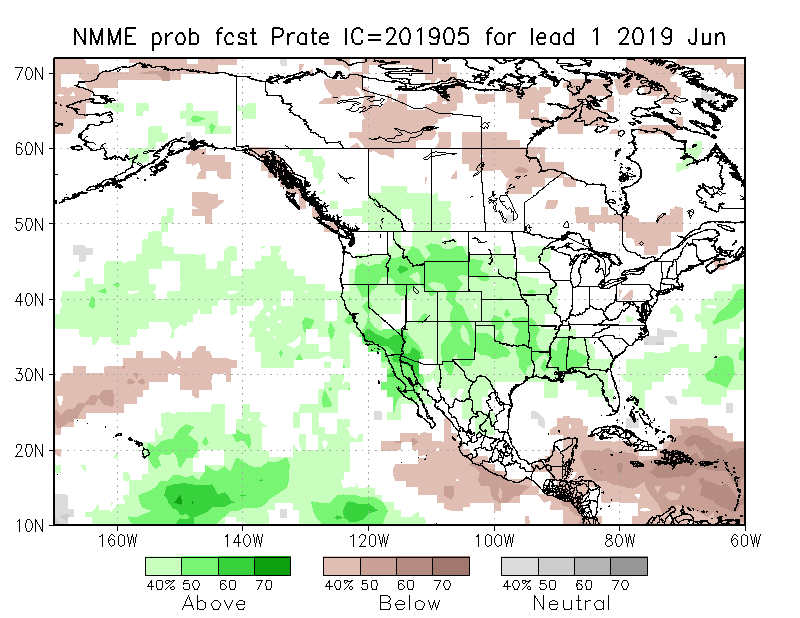 NMME prob fcst Prate IC=201905 for lead 1 2019 Jun
70N
60N
50N
40N
30N
20N
10N
160W 140W 120W 100W 80W 60W
40% 50 60 70 40% 50 60 70 40% 50 60 70
Above Below Neutral